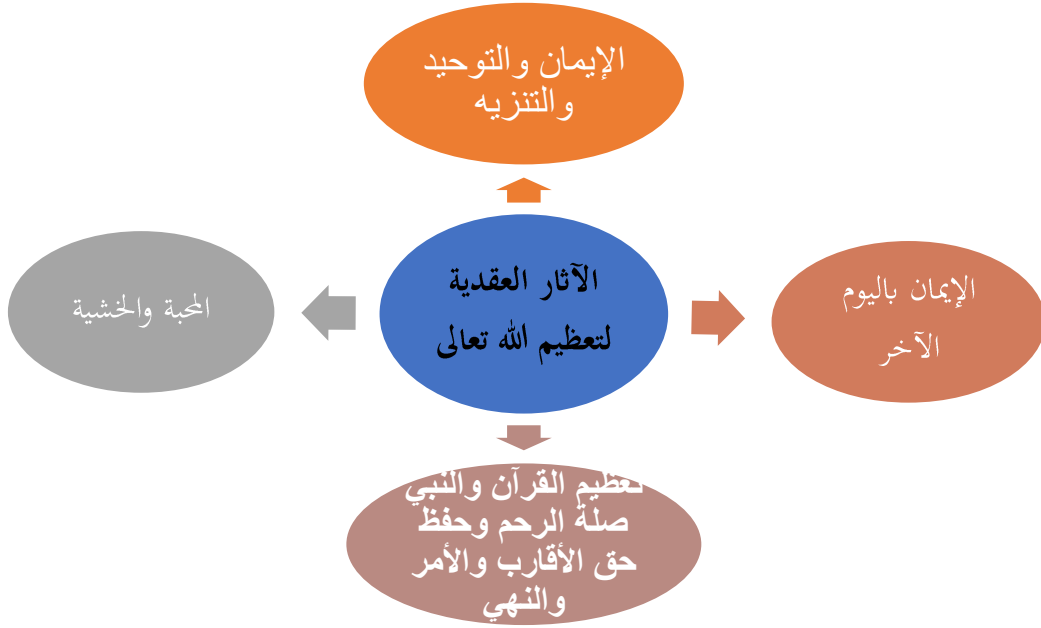 الإيمان والتوحيد
والتنزيه
الآثار العقدية
لتعظيم الله تعالى
الإيمان باليوم
الآخر
المحبة والخشية
تعظيم القرآن والنبي
صلة الرحم وحفظ
حق الأقارب والأمر
والنهي